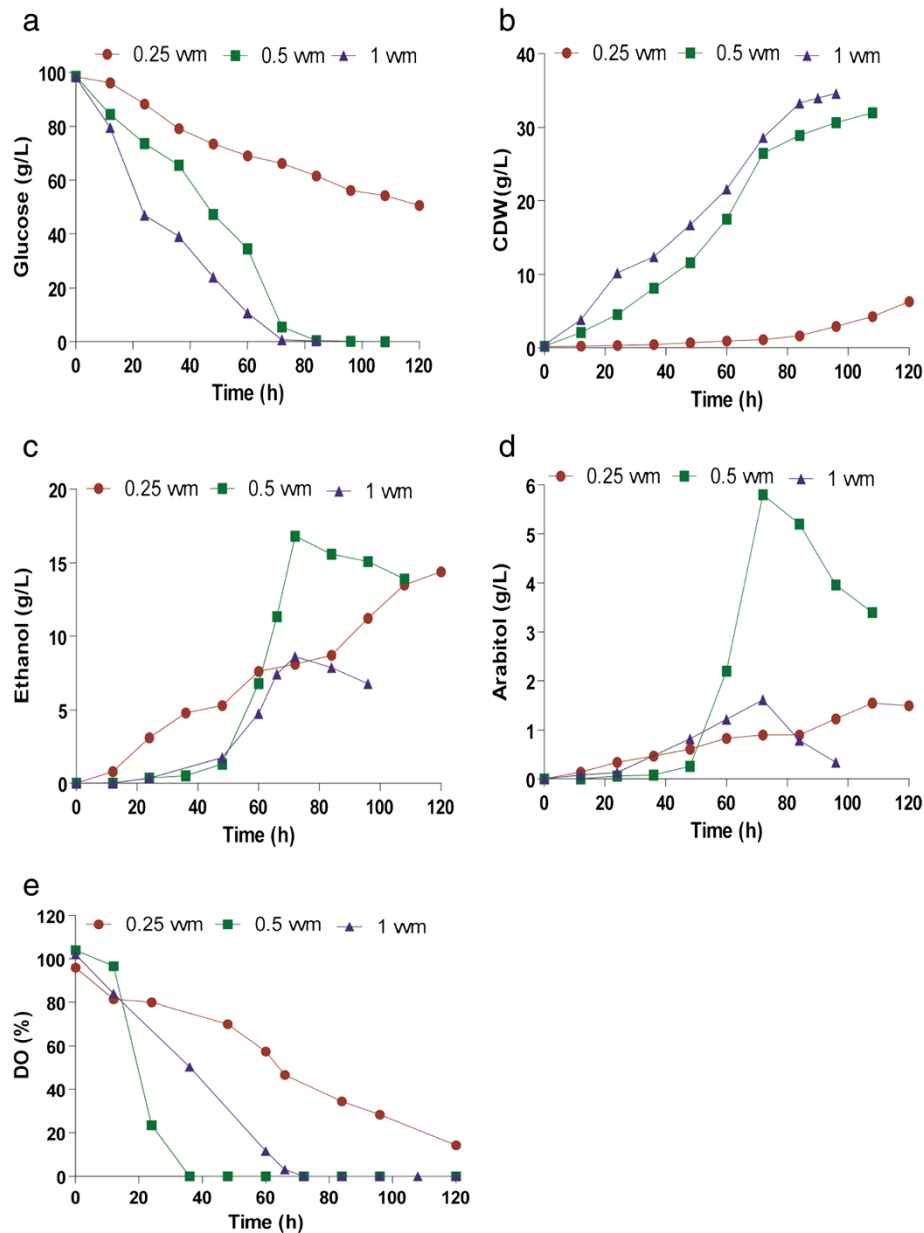 a
0.25 vvm 0.5 vvm 1 vvm
Glucose (g/L)
100
80
60
40
20
0
0 20 40 60 80 100 120
Time (h)
b
0.25 vvm 0.5 vvm 1 vvm
CDW(g/L)
40
30
20
10
0
0 20 40 60 80 100 120
Time (h)
c
0.25 vvm 0.5 vvm 1 vvm
Ethanol (g/L)
20
15
10
5
0
0 20 40 60 80 100 120
Time (h)
d
0.25 vvm 0.5 vvm 1 vvm
Arabitol (g/L)
6
5
4
3
2
1
0
0 20 40 60 80 100 120
Time (h)
e
0.25 vvm 0.5 vvm 1 vvm
DO (%)
120
100
80
60
40
20
0
0 20 40 60 80 100 120
Time (h)